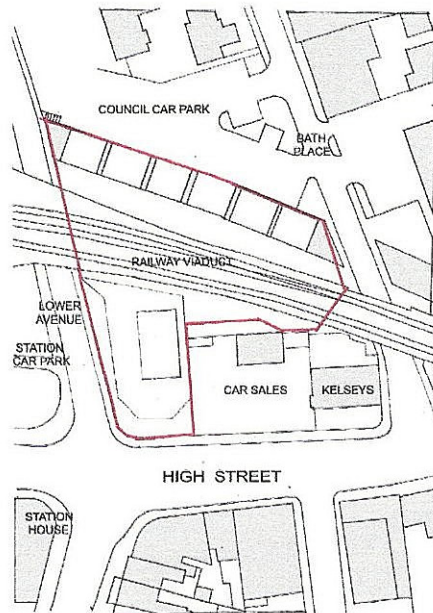 COUNCIL CAR PARK
BATH
PLACE
RAILWAY VIADUCT
LOWER
AVENUE
STATION
CAR PARK
CAR SALES
KELSEYS
HIGH STREET
STATION
HOUSE